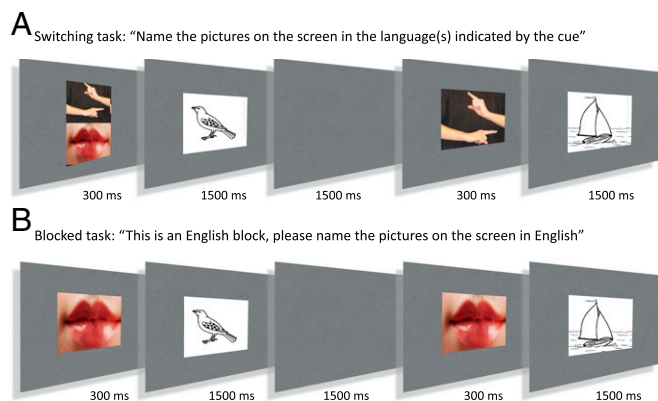 A Switching task: “Name the pictures on the screen in the language(s) indicated by the cue”
300 ms 1500 ms 1500 ms 300 ms 1500 ms
B Blocked task: “This is an English block, please name the pictures on the screen in English”
300 ms 1500 ms 1500 ms 300 ms 1500 ms